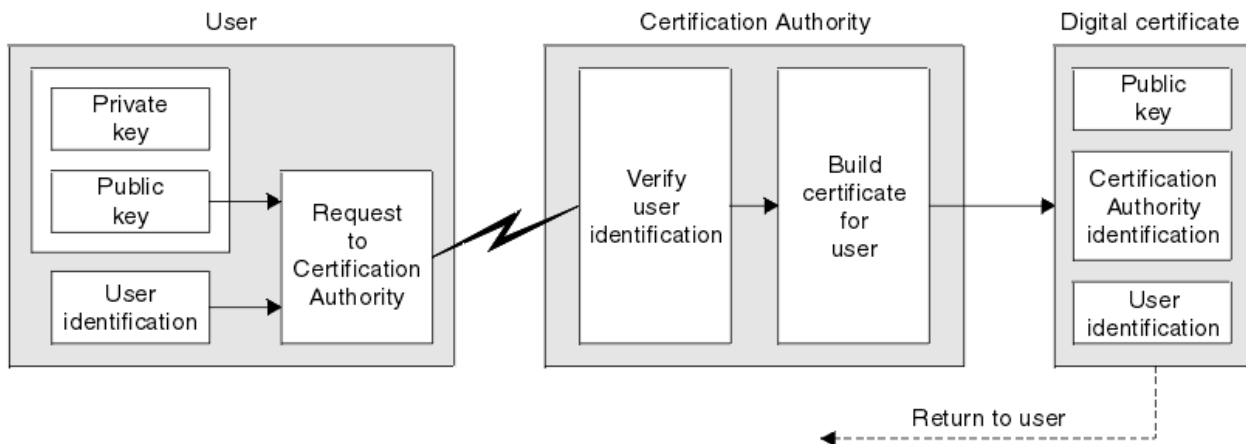 User
Private
key
Public
key
User
identification
Request
to
Certification
Authority
Certification Authority
Verify
user
identification
Build
certificate
for
user
Digital certificate
Public
key
Certification
Authority
identification
User
identification
Return to user